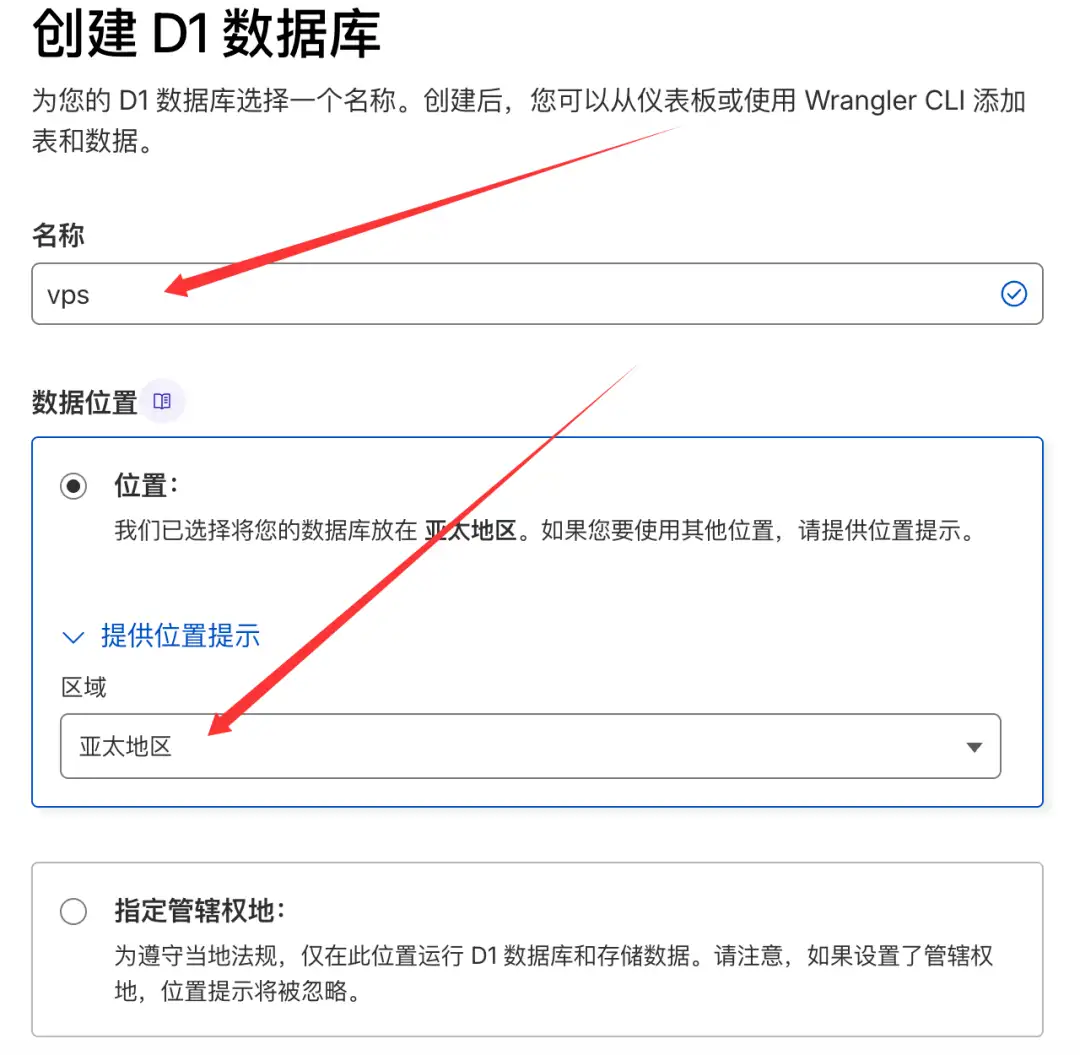 创建 D1 数据库
为您的 D1 数据库选择一个名称。创建后，您可以从仪表板或使用 Wrangler CLI 添加
表和数据。
名称
vps
数据位置
位置：
我们已选择将您的数据库放在 亚太地区。如果您要使用其他位置，请提供位置提示。
提供位置提示
区域
亚太地区
指定管辖权地：
为遵守当地法规，仅在此位置运行 D1 数据库和存储数据。请注意，如果设置了管辖权
地，位置提示将被忽略。